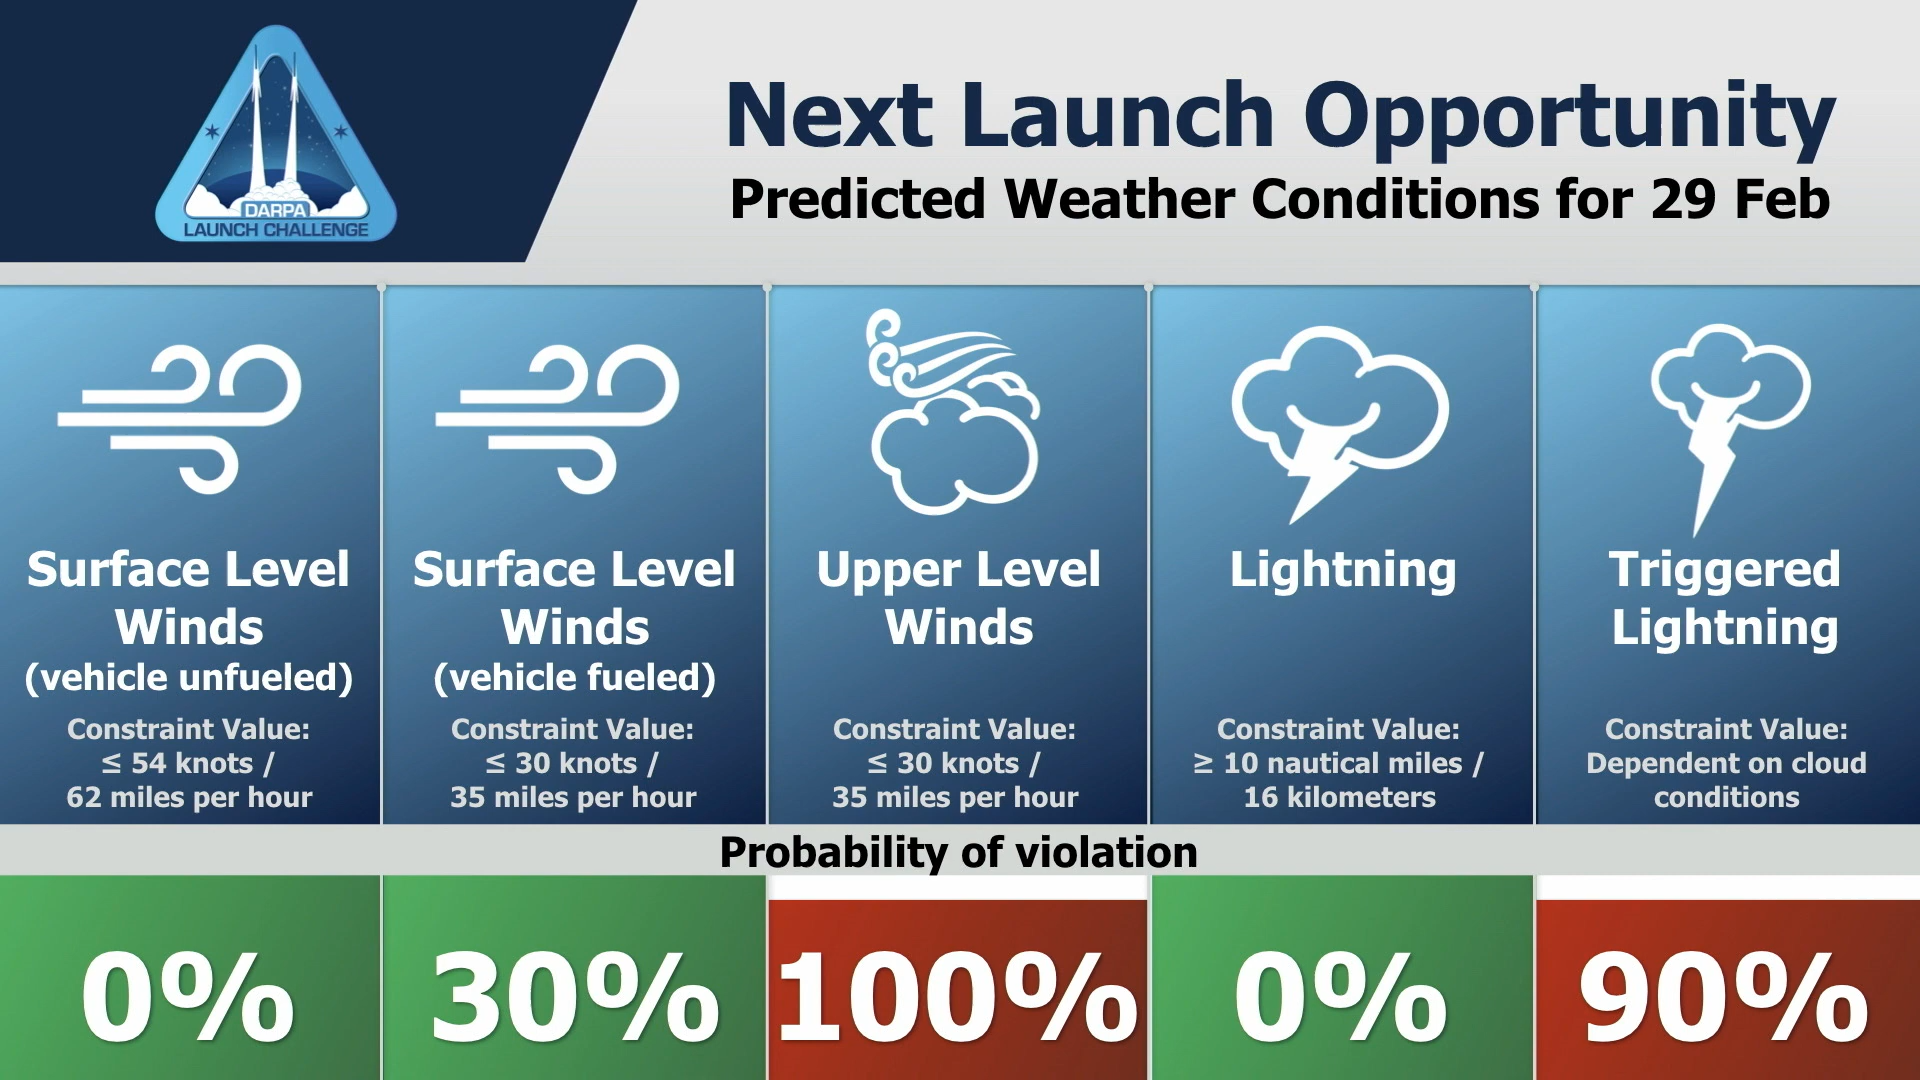 DARPA
LAUNCH CHALLENGE
Next Launch Opportunity
Predicted Weather Conditions for 29 Feb
Surface Level
Winds
(vehicle unfueled)
Constraint Value:
≤ 54 knots /
62 miles per hour
Surface Level
Winds
(vehicle fueled)
Constraint Value:
≤ 30 knots /
35 miles per hour
Upper Level
Winds
Constraint Value:
≤ 30 knots /
35 miles per hour
Lightning
Constraint Value:
≥ 10 nautical miles /
16 kilometers
Triggered
Lightning
Constraint Value:
Dependent on cloud
conditions
Probability of violation
0%
30%
100%
0%
90%